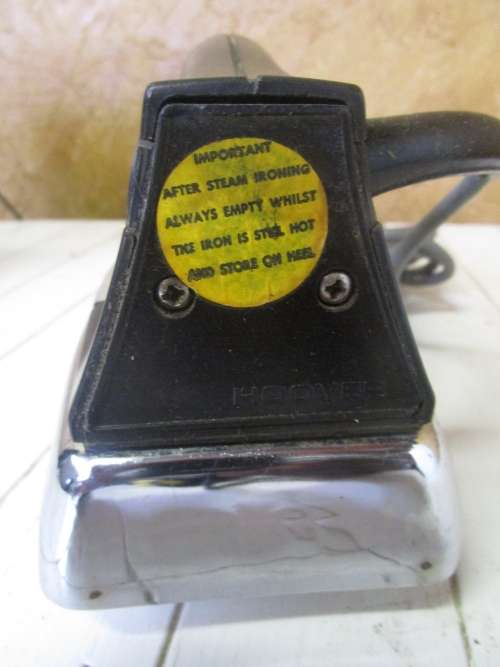 IMPORTANT
AFTER STEAM IRONING
ALWAYS EMPTY WHILST
THE IRON IS STILL HOT
AND STORE ON HEEL
HOOVER